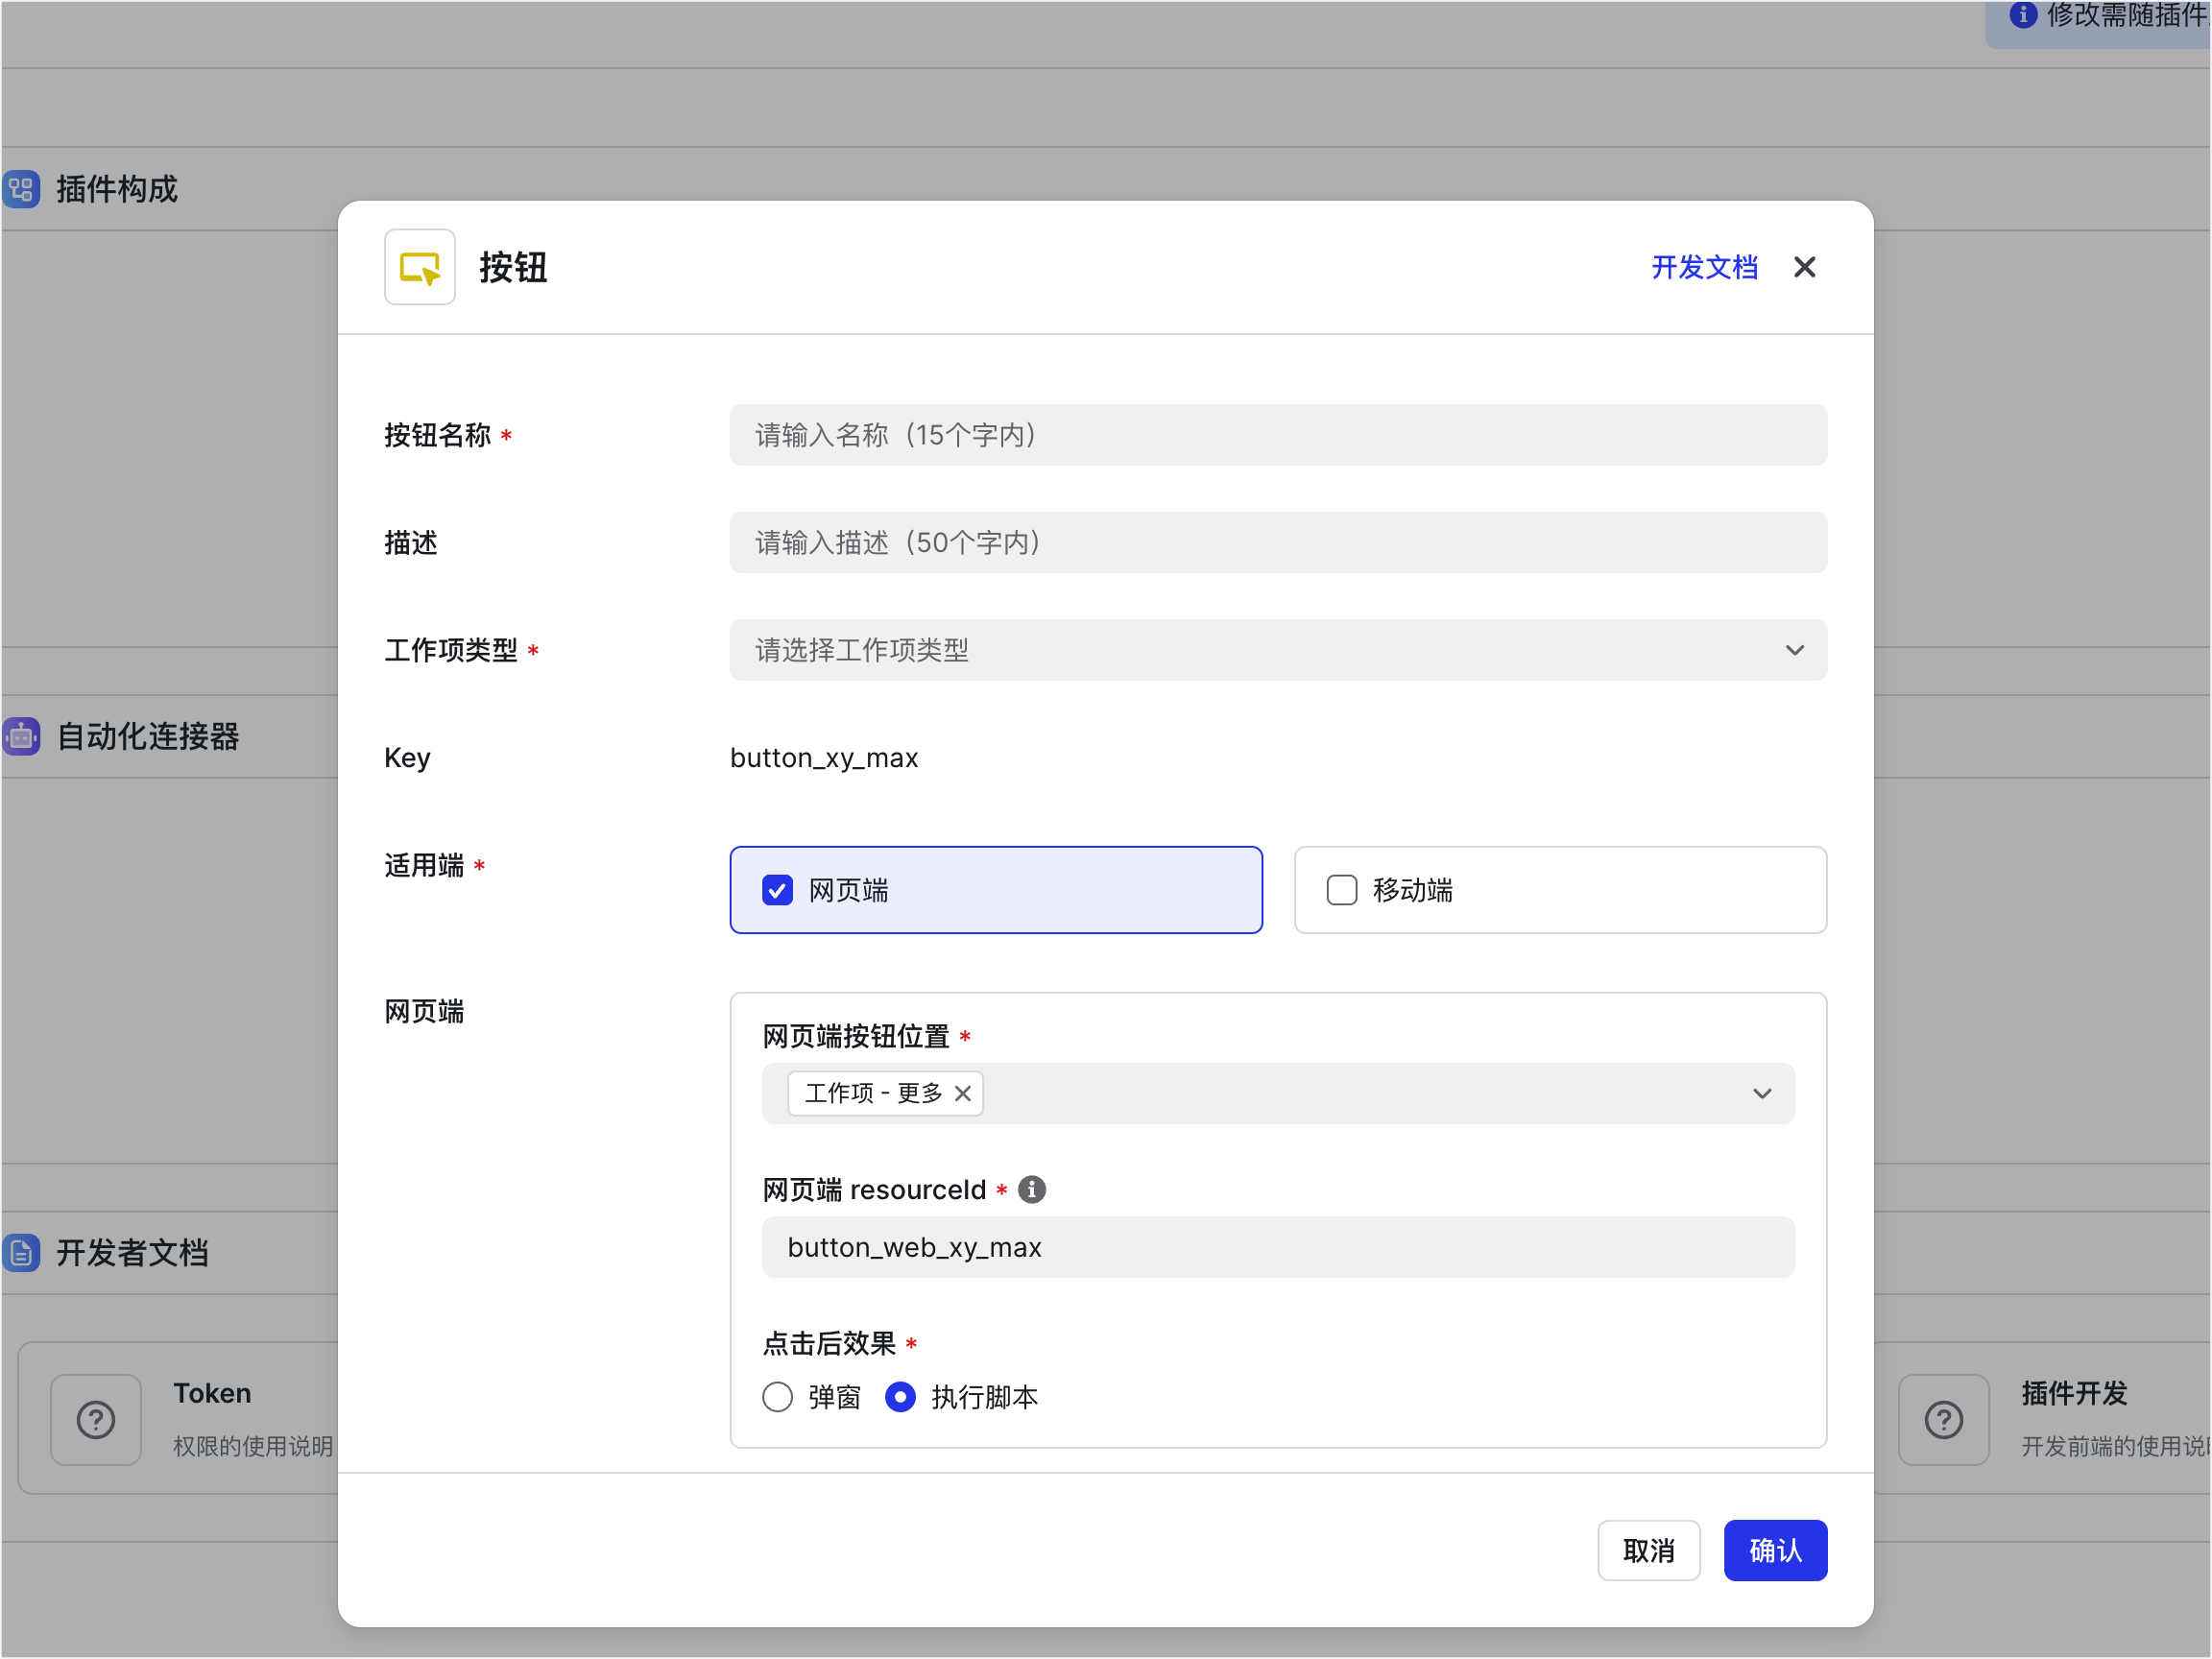 修改需随插件
插件构成
按钮
开发文档
按钮名称 *
请输入名称（15个字内）
描述
请输入描述（50个字内）
工作项类型 *
请选择工作项类型
自动化连接器
Key
button_xy_max
适用端 *
网页端
移动端
网页端
网页端按钮位置 *
工作项 - 更多
网页端 resourceId *
button_web_xy_max
开发者文档
点击后效果 *
弹窗
执行脚本
Token
权限的使用说明
插件开发
开发前端的使用说
取消
确认